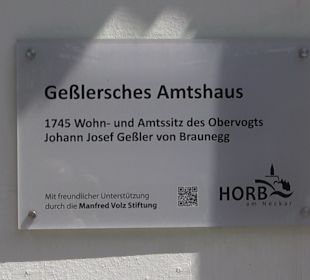 Geßlersches Amtshaus
1745 Wohn- und Amtssitz des Obervogts
Johann Josef Geßler von Braunegg
Mit freundlicher Unterstützung
durch die Manfred Volz Stiftung
HORB
am Neckar